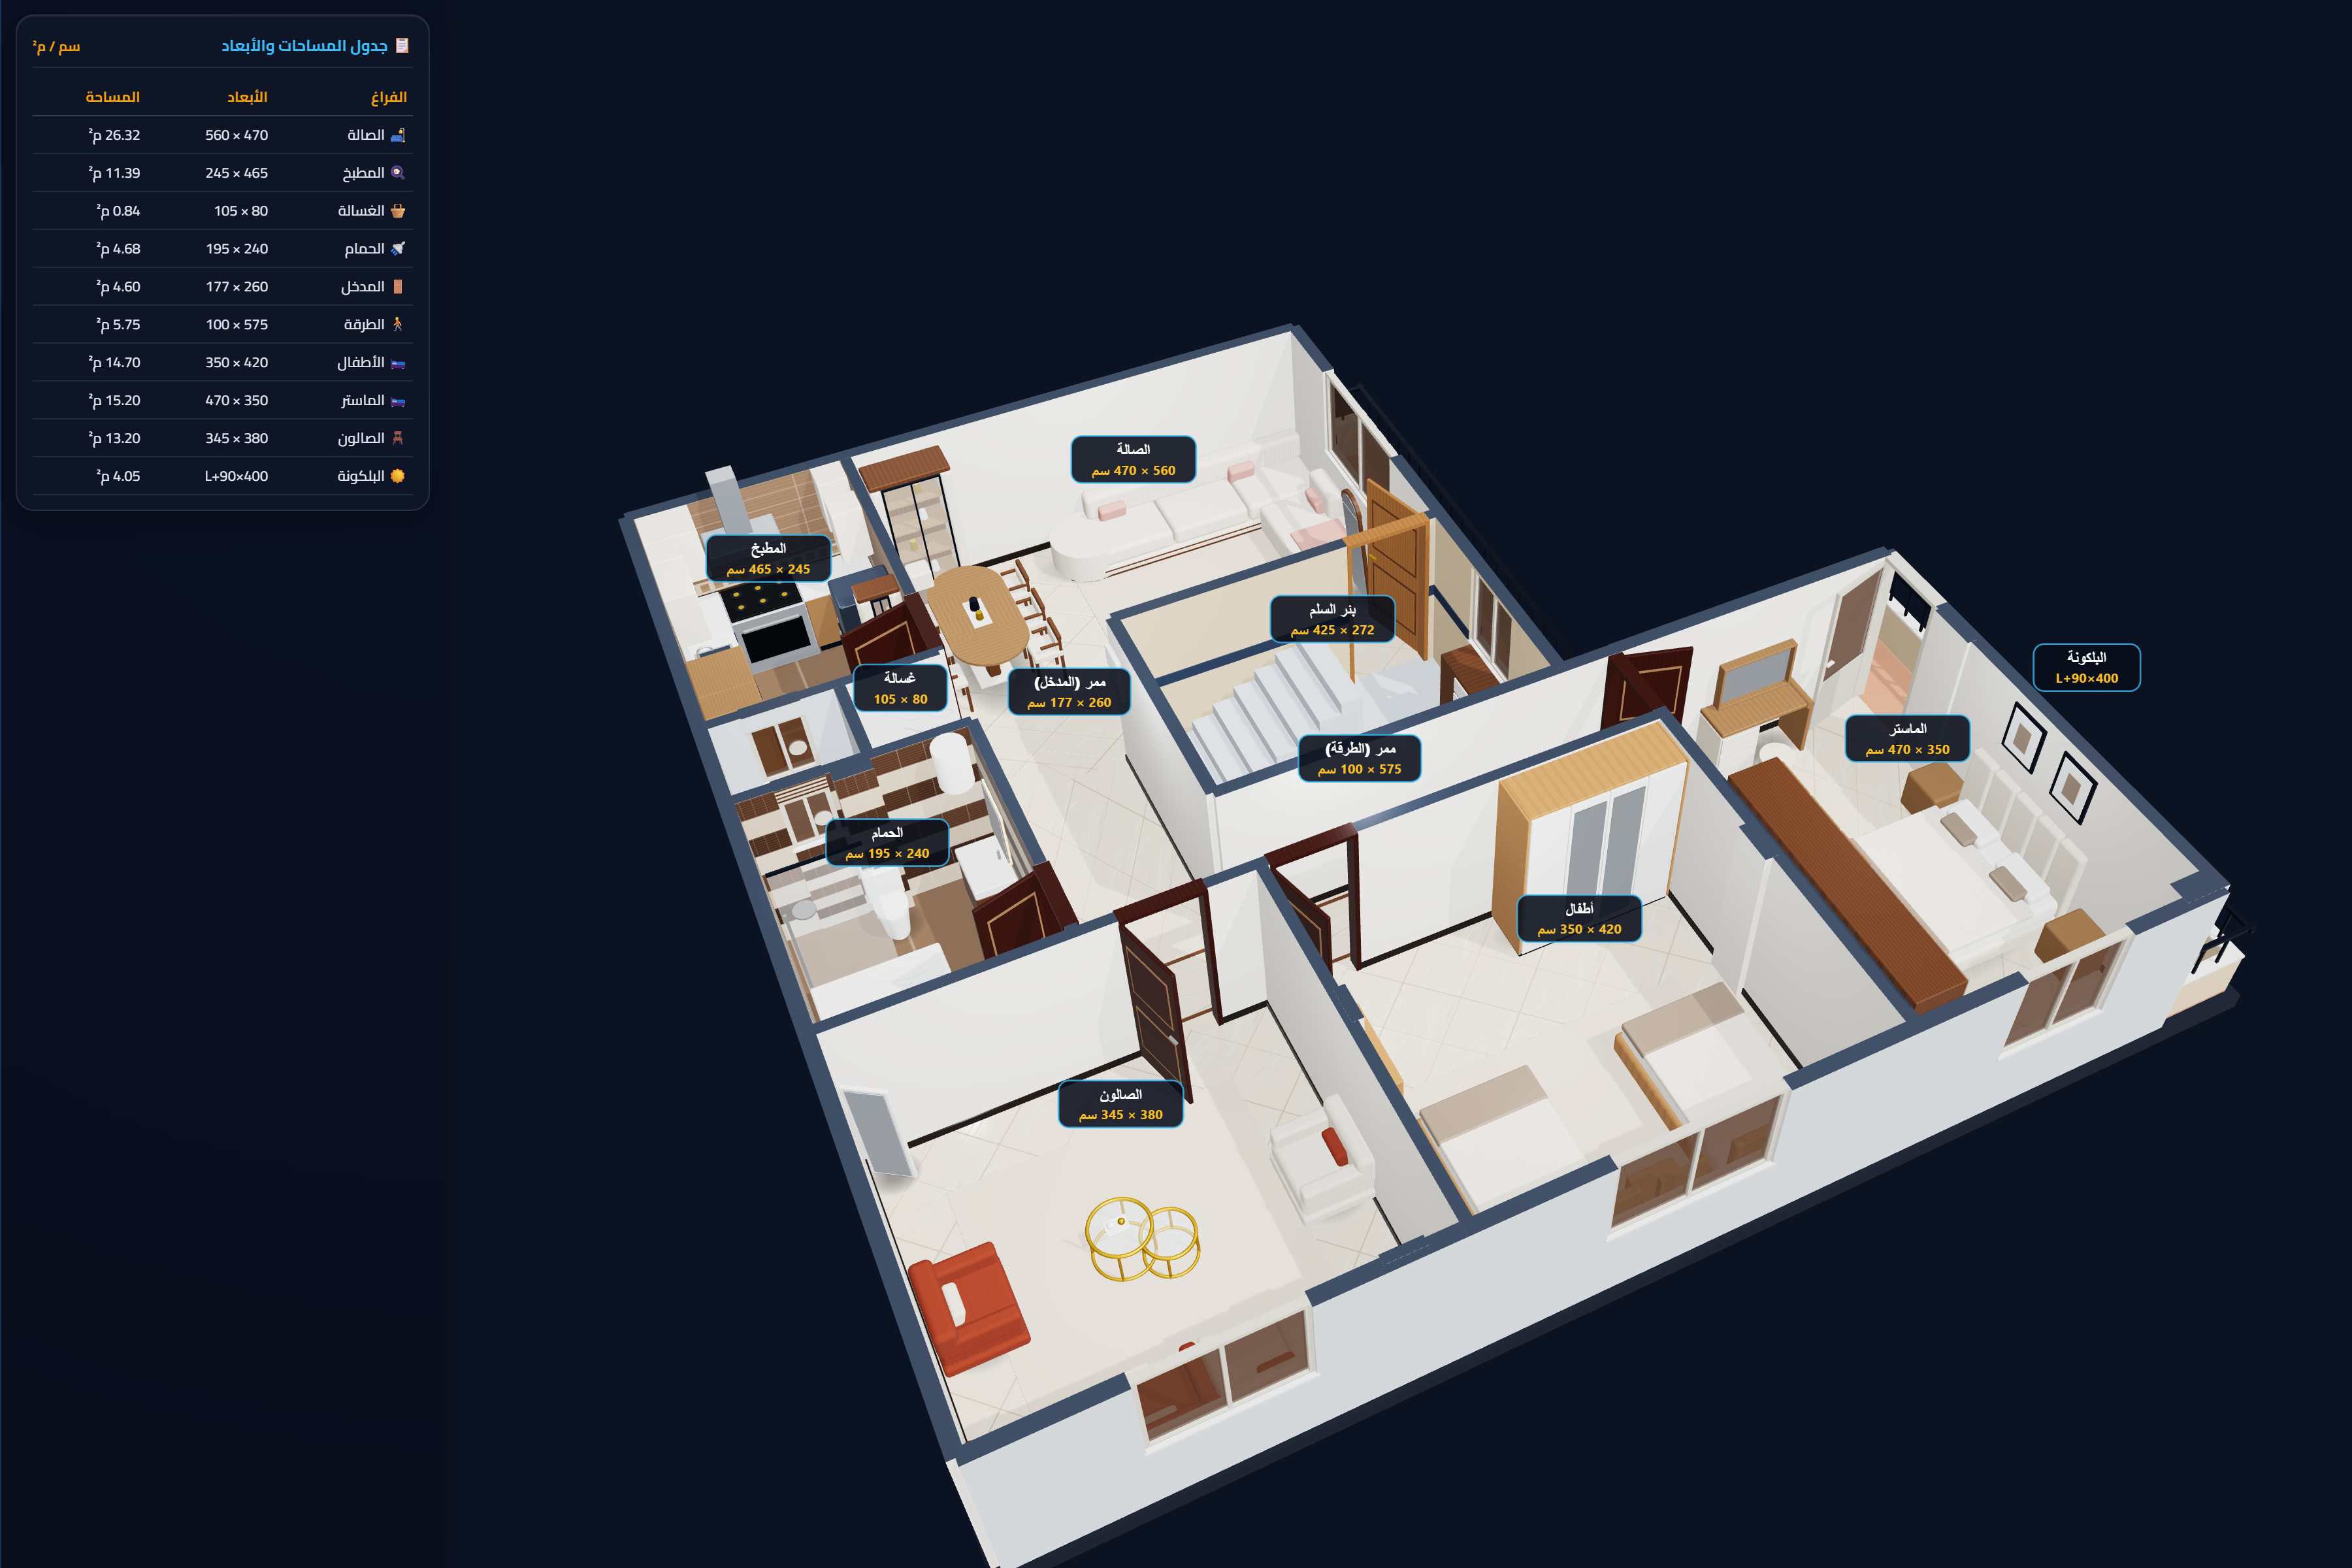 جدول المساحات والأبعاد سم / م²
الفراغ الأبعاد المساحة
الصالة 560 × 470 26.32 م²
المطبخ 245 × 465 11.39 م²
الغسالة 105 × 80 0.84 م²
الحمام 195 × 240 4.68 م²
المدخل 177 × 260 4.60 م²
الطرقة 100 × 575 5.75 م²
الأطفال 350 × 420 14.70 م²
الماستر 470 × 350 15.20 م²
الصالون 345 × 380 13.20 م²
البلكونة L+90×400 4.05 م²
الصالة
470 × 560 سم
المطبخ
465 × 245 سم
بئر السلم
425 × 272 سم
غسالة
105 × 80
ممر (المدخل)
177 × 260 سم
البلكونة
L+90×400
الماستر
470 × 350 سم
ممر (الطرقة)
100 × 575 سم
الحمام
195 × 240 سم
أطفال
350 × 420 سم
الصالون
345 × 380 سم